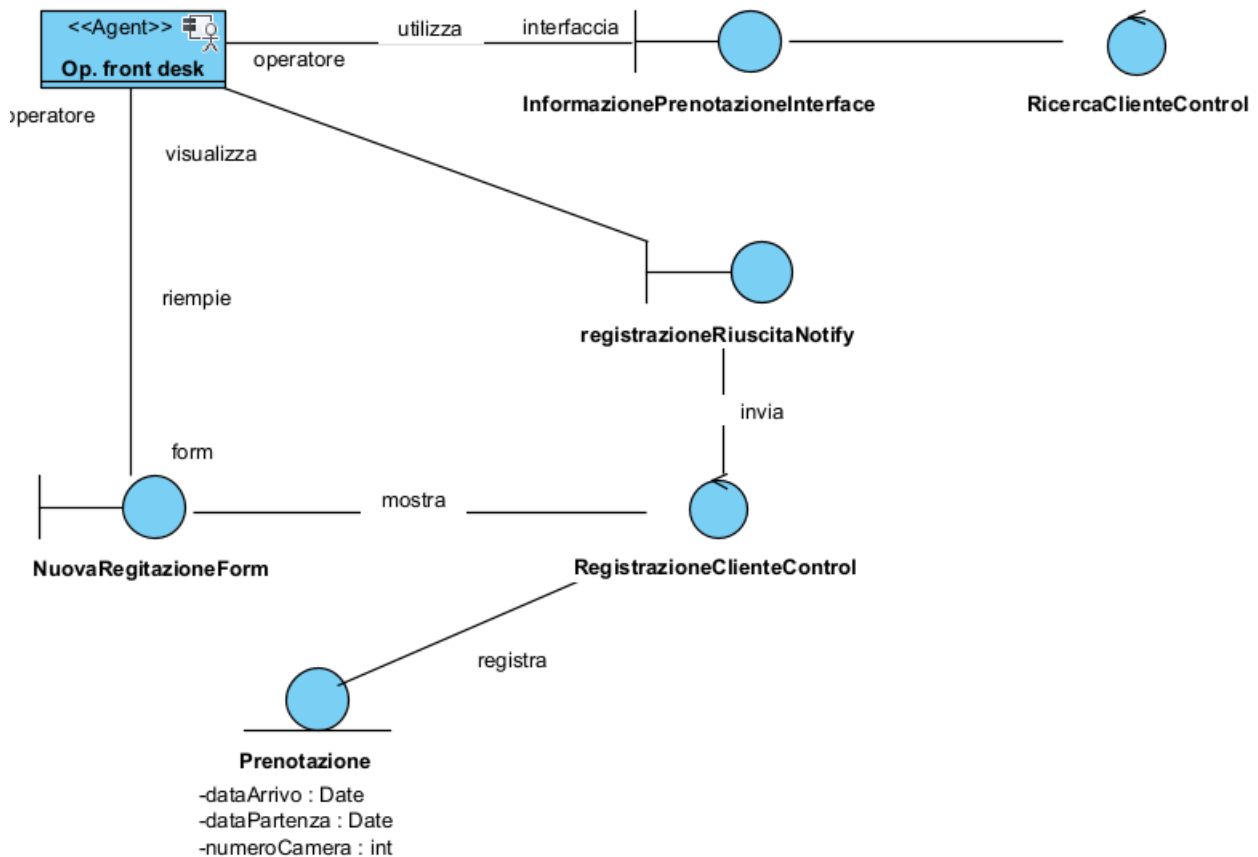 <<Agent>>
Op. front desk
utilizza
interfaccia
operatore
InformazionePrenotazioneInterface
RicercaClienteControl
operatore
visualizza
riempie
registrazioneRiuscitaNotify
invia
form
mostra
NuovaRegitazioneForm
RegistrazioneClienteControl
registra
Prenotazione
-dataArrivo : Date
-dataPartenza : Date
-numeroCamera : int